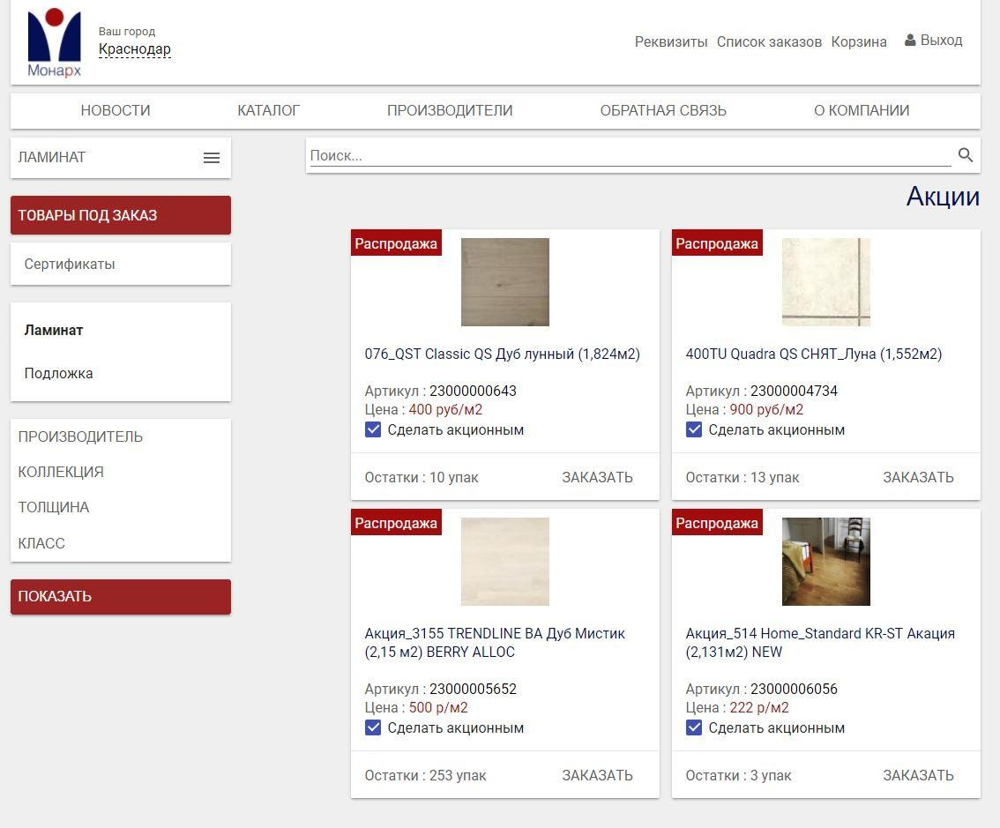 Монарх
Ваш город
Краснодар
Реквизиты Список заказов Корзина Выход
НОВОСТИ КАТАЛОГ ПРОИЗВОДИТЕЛИ ОБРАТНАЯ СВЯЗЬ О КОМПАНИИ
ЛАМИНАТ
Поиск...
ТОВАРЫ ПОД ЗАКАЗ
Сертификаты
Ламинат
Подложка
ПРОИЗВОДИТЕЛЬ
КОЛЛЕКЦИЯ
ТОЛЩИНА
КЛАСС
ПОКАЗАТЬ
Акции
Распродажа
076_QST Classic QS Дуб лунный (1,824м2)
Артикул : 23000000643
Цена : 400 руб/м2
Сделать акционным
Остатки : 10 упак ЗАКАЗАТЬ
Распродажа
400TU Quadra QS СНЯТ_Луна (1,552м2)
Артикул : 23000004734
Цена : 900 руб/м2
Сделать акционным
Остатки : 13 упак ЗАКАЗАТЬ
Распродажа
Акция_3155 TRENDLINE BA Дуб Мистик
(2,15 м2) BERRY ALLOC
Артикул : 23000005652
Цена : 500 р/м2
Сделать акционным
Остатки : 253 упак ЗАКАЗАТЬ
Распродажа
Акция_514 Home_Standard KR-ST Акация
(2,131м2) NEW
Артикул : 23000006056
Цена : 222 р/м2
Сделать акционным
Остатки : 3 упак ЗАКАЗАТЬ